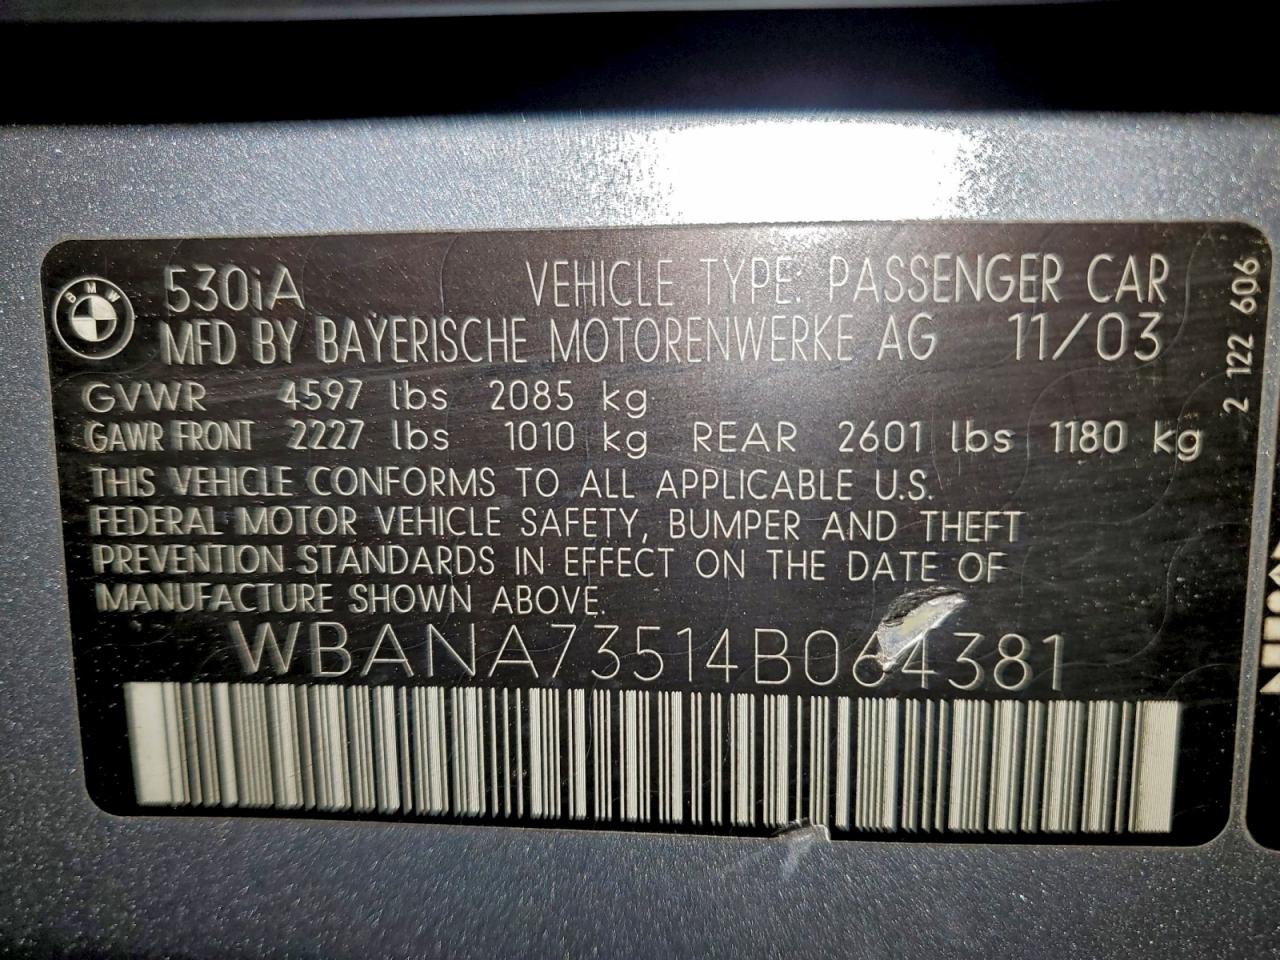 530iA VEHICLE TYPE: PASSENGER CAR
MFD BY BAYERISCHE MOTORENWERKE AG 11/03
GVWR 4597 lbs 2085 kg
GAWR FRONT 2227 lbs 1010 kg REAR 2601 lbs 1180 kg
THIS VEHICLE CONFORMS TO ALL APPLICABLE U.S.
FEDERAL MOTOR VEHICLE SAFETY, BUMPER AND THEFT
PREVENTION STANDARDS IN EFFECT ON THE DATE OF
MANUFACTURE SHOWN ABOVE.
WBANA73514B064381
2 122 606
BMW